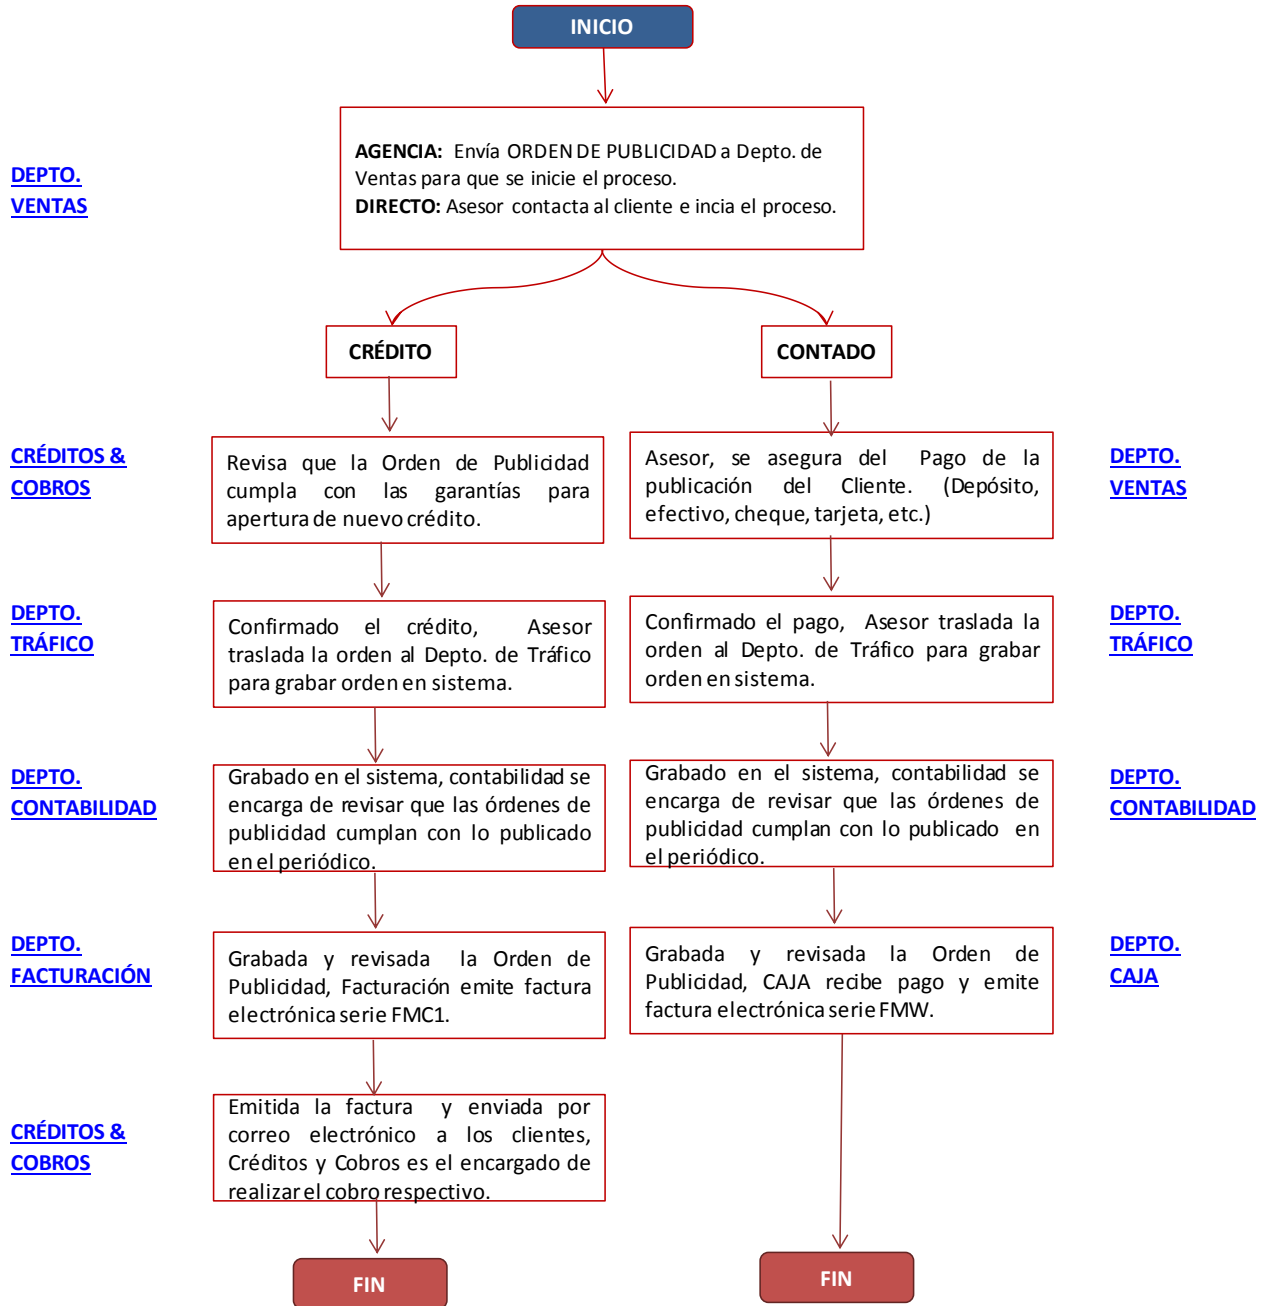 INICIO
DEPTO.
VENTAS
AGENCIA: Envía ORDEN DE PUBLICIDAD a Depto. de
Ventas para que se inicie el proceso.
DIRECTO: Asesor contacta al cliente e incia el proceso.
CRÉDITO
CONTADO
CRÉDITOS &
COBROS
Revisa que la Orden de Publicidad
cumpla con las garantías para
apertura de nuevo crédito.
Asesor, se asegura del Pago de la
publicación del Cliente. (Depósito,
efectivo, cheque, tarjeta, etc.)
DEPTO.
VENTAS
DEPTO.
TRÁFICO
Confirmado el crédito, Asesor
traslada la orden al Depto. de Tráfico
para grabar orden en sistema.
Confirmado el pago, Asesor traslada la
orden al Depto. de Tráfico para grabar
orden en sistema.
DEPTO.
TRÁFICO
DEPTO.
CONTABILIDAD
Grabado en el sistema, contabilidad se
encarga de revisar que las órdenes de
publicidad cumplan con lo publicado
en el periódico.
Grabado en el sistema, contabilidad se
encarga de revisar que las órdenes de
publicidad cumplan con lo publicado en
el periódico.
DEPTO.
CONTABILIDAD
DEPTO.
FACTURACIÓN
Grabada y revisada la Orden de
Publicidad, Facturación emite factura
electrónica serie FMC1.
Grabada y revisada la Orden de
Publicidad, CAJA recibe pago y emite
factura electrónica serie FMW.
DEPTO.
CAJA
CRÉDITOS &
COBROS
Emitida la factura y enviada por
correo electrónico a los clientes,
Créditos y Cobros es el encargado de
realizar el cobro respectivo.
FIN
FIN